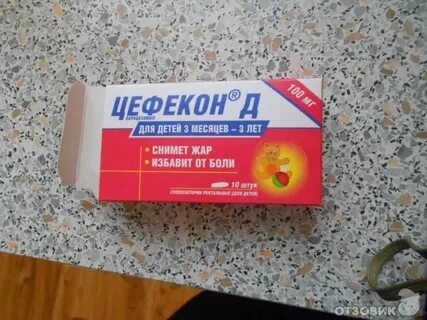 ЦЕФЕКОН® Д
ПАРАЦЕТАМОЛ
100 мг
ДЛЯ ДЕТЕЙ 3 МЕСЯЦЕВ – 3 ЛЕТ
• СНИМЕТ ЖАР
• ИЗБАВИТ ОТ БОЛИ
10 штук
СУППОЗИТОРИИ РЕКТАЛЬНЫЕ (ДЛЯ ДЕТЕЙ)
ОТЗОВИК